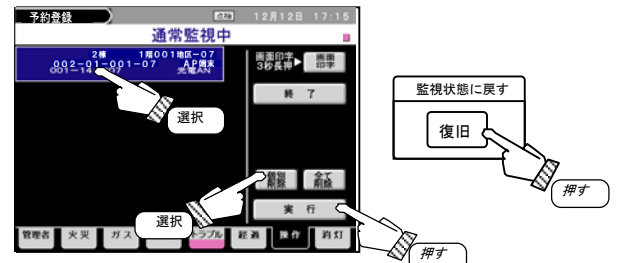 予約登録
点検 12月12日 17:15
通常監視中
2棟 1階001地区-07
002-01-001-07 AP端末
光電AN
画面印字▶
3秒長押
画面
印字
終 了
選択
監視状態に戻す
復旧
押す
個別
削除
全て
削除
選択
実 行
管理者 火災 ガス トラブル 経過 操作 消灯
押す